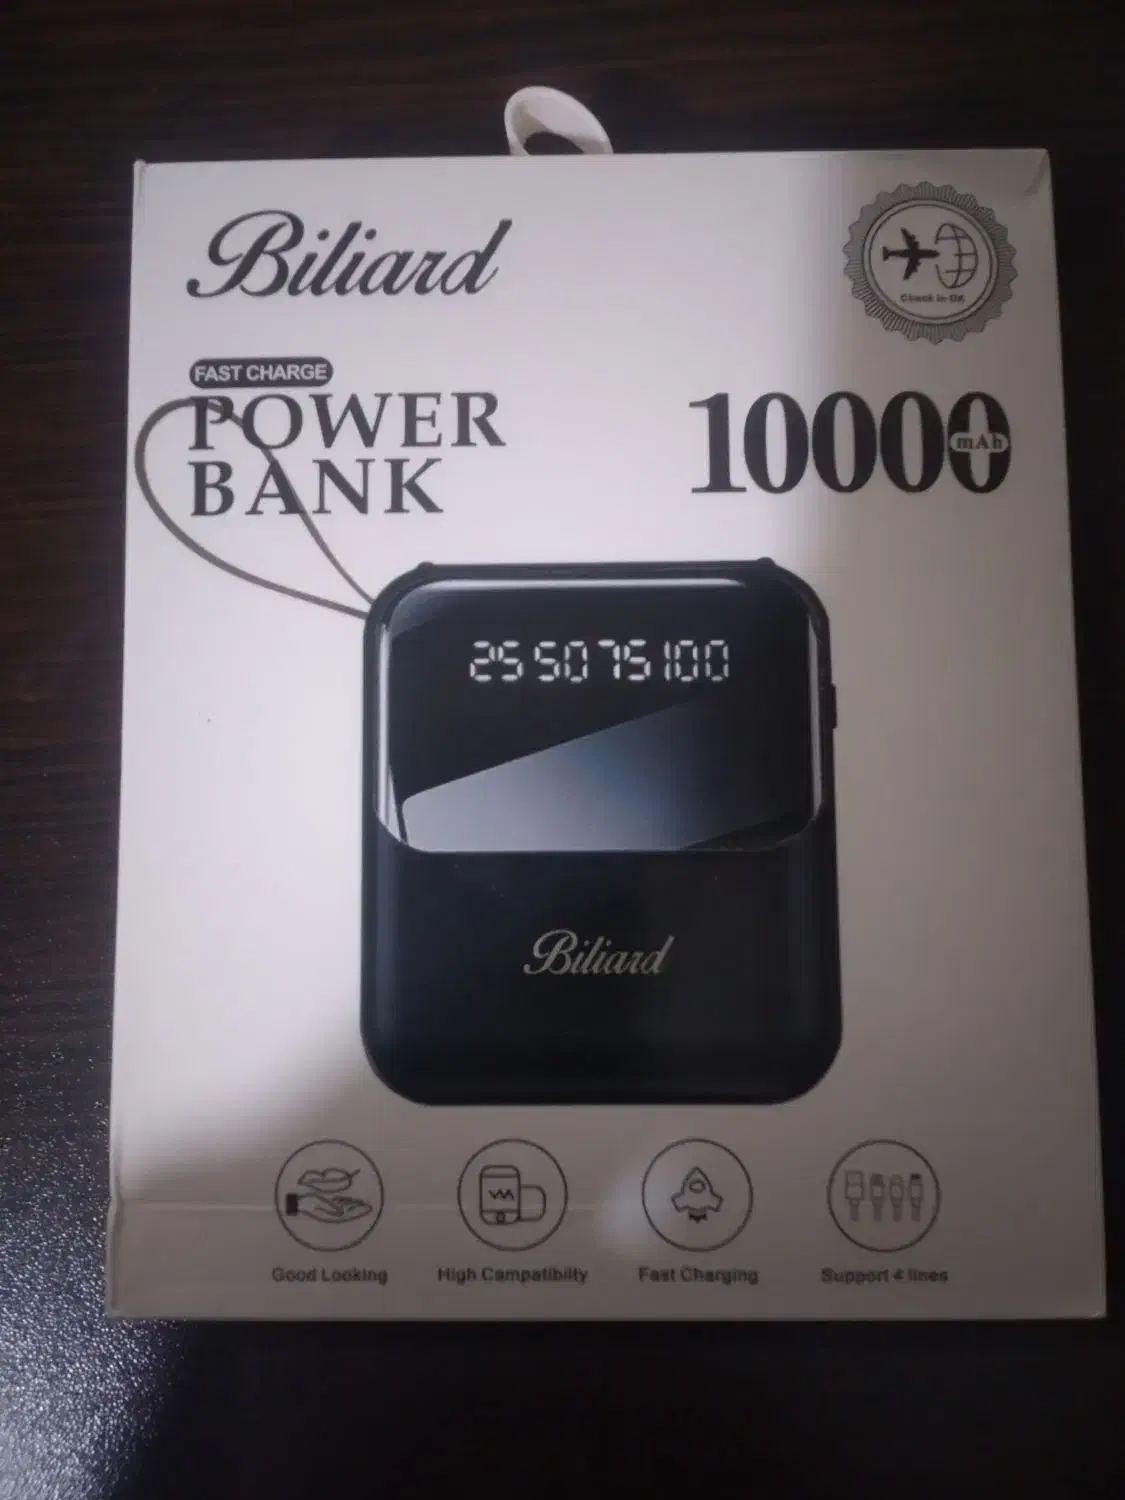 Biliard
Check in OK
FAST CHARGE
POWER
BANK
10000
mAh
25 50 75 100
Biliard
Good Looking
High Campatibility
Fast Charging
Support 4 lines